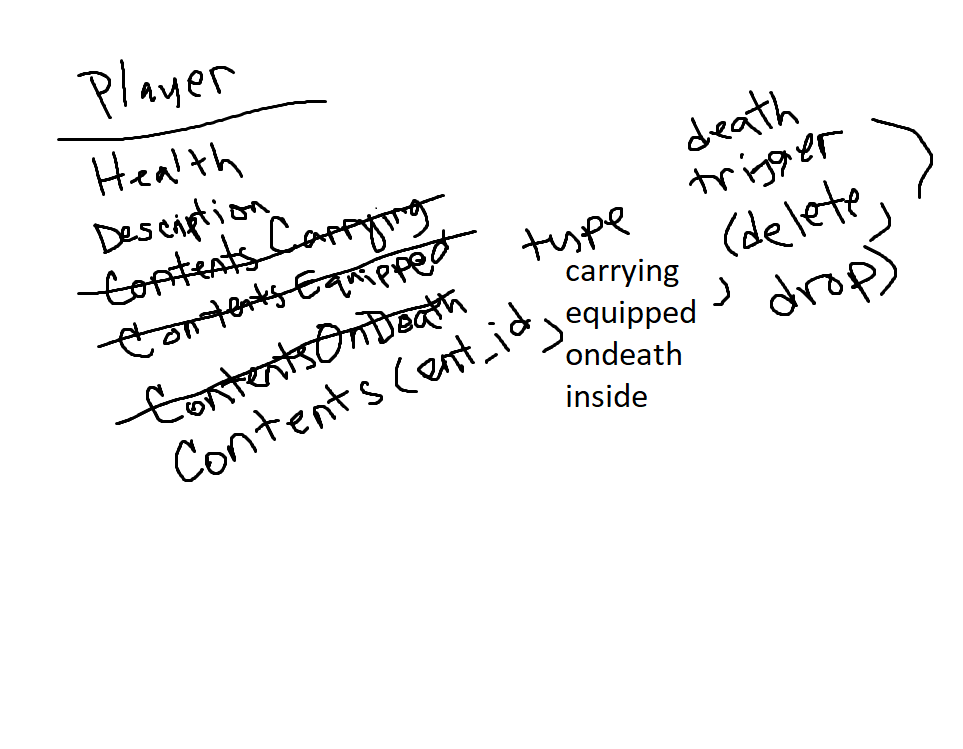 Player
Health
Description
Contents Carrying
Contents Equipped
ContentsOnDeath
Contents (ent_id,
type
carrying
equipped
ondeath
inside
,
death
trigger
(delete,
drop)
)